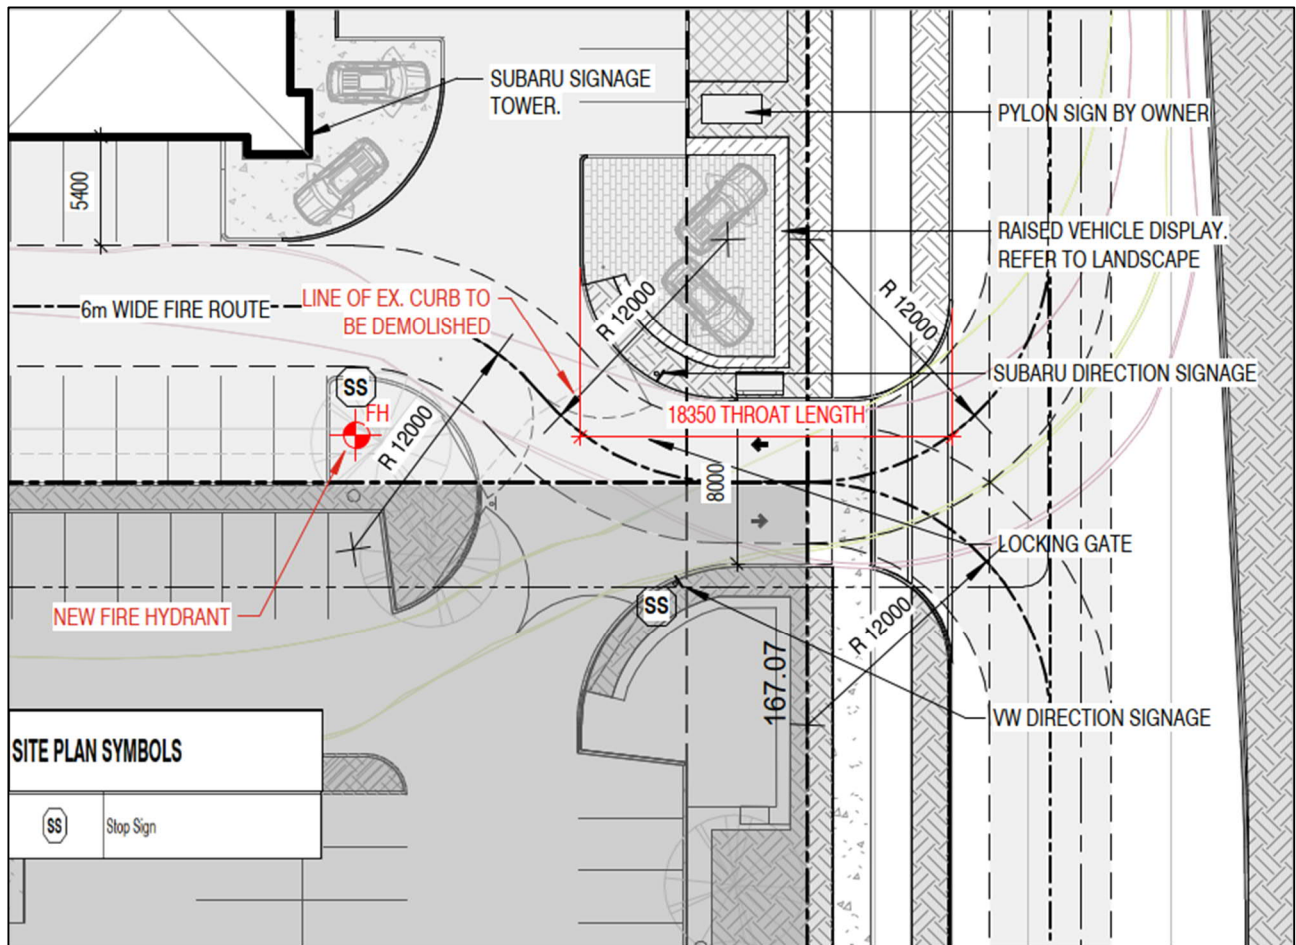 SUBARU SIGNAGE
TOWER.
PYLON SIGN BY OWNER
5400
RAISED VEHICLE DISPLAY.
REFER TO LANDSCAPE
6m WIDE FIRE ROUTE
LINE OF EX. CURB TO
BE DEMOLISHED
R 12000
R 12000
SUBARU DIRECTION SIGNAGE
SS
FH
R 12000
18350 THROAT LENGTH
8000
LOCKING GATE
NEW FIRE HYDRANT
SS
R 12000
167.07
VW DIRECTION SIGNAGE
SITE PLAN SYMBOLS
SS
Stop Sign